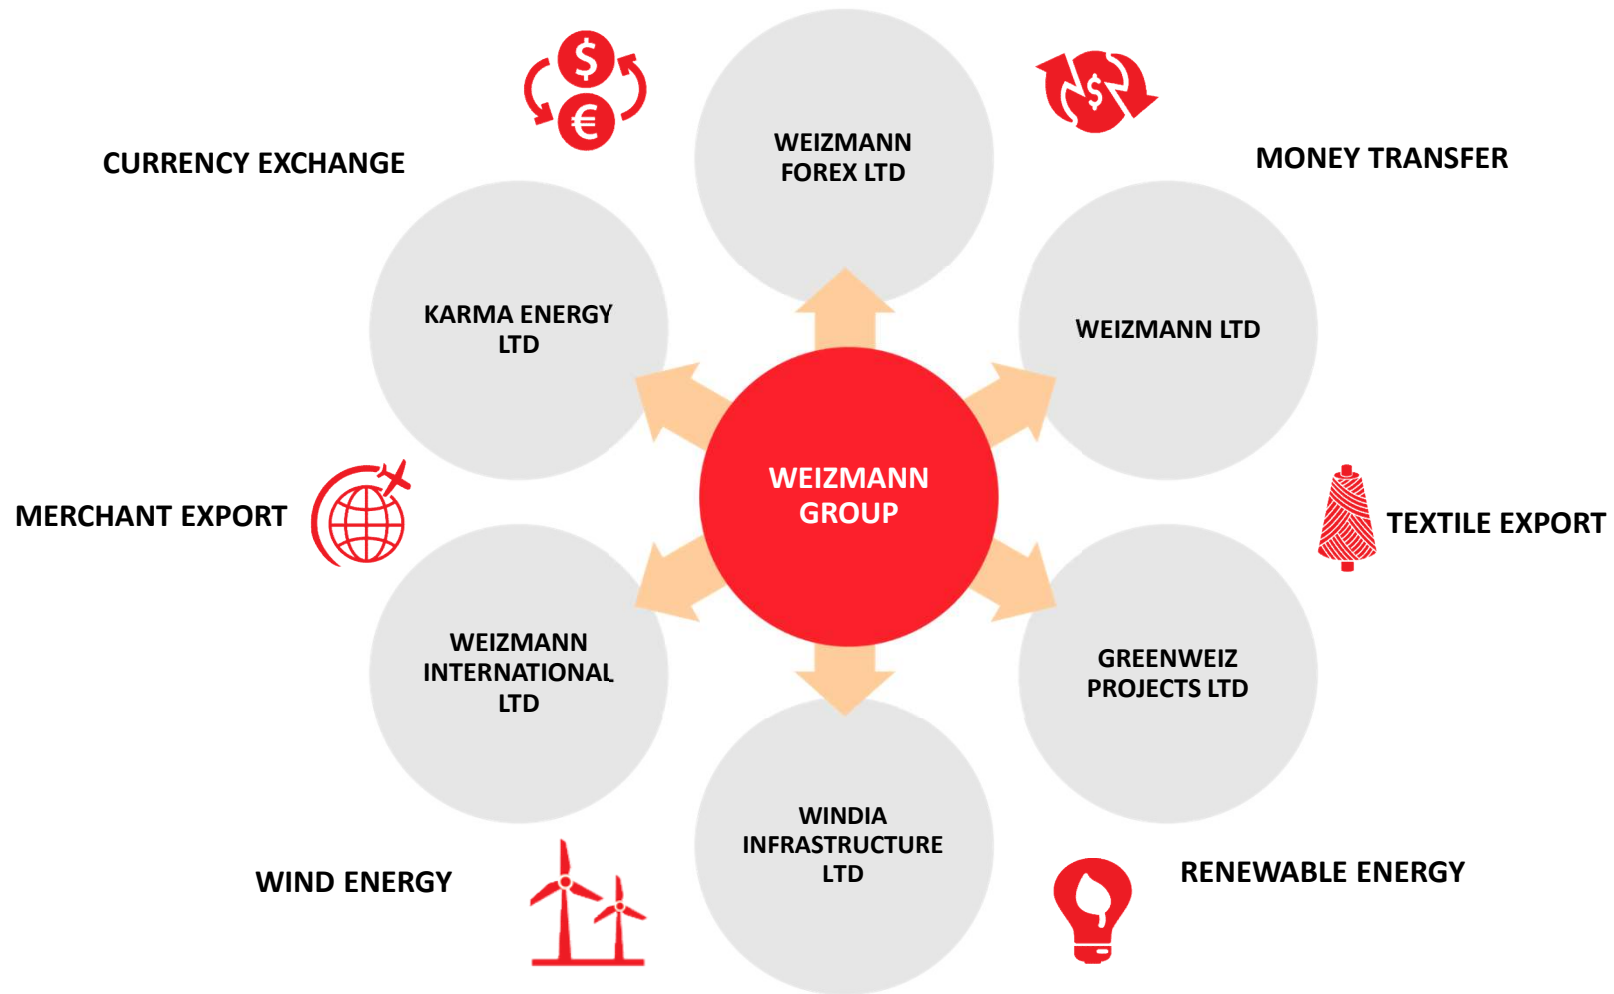 $
€
$
WEIZMANN
FOREX LTD
CURRENCY EXCHANGE
MONEY TRANSFER
KARMA ENERGY
LTD
WEIZMANN LTD
WEIZMANN
GROUP
MERCHANT EXPORT
TEXTILE EXPORT
WEIZMANN
INTERNATIONAL
LTD
GREENWEIZ
PROJECTS LTD
WINDIA
INFRASTRUCTURE
LTD
WIND ENERGY
RENEWABLE ENERGY